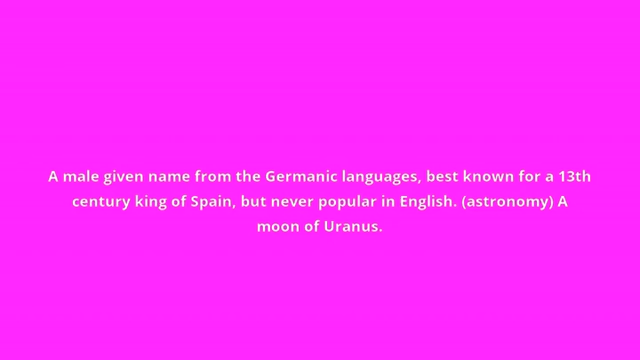 A male given name from the Germanic languages, best known for a 13th
century king of Spain, but never popular in English. (astronomy) A
moon of Uranus.